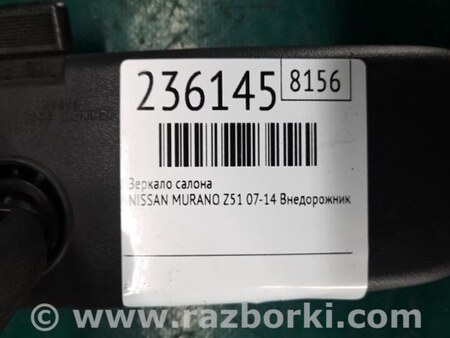 236145
8156
Зеркало салона
NISSAN MURANO Z51 07-14 Внедорожник
© www.razborki.com